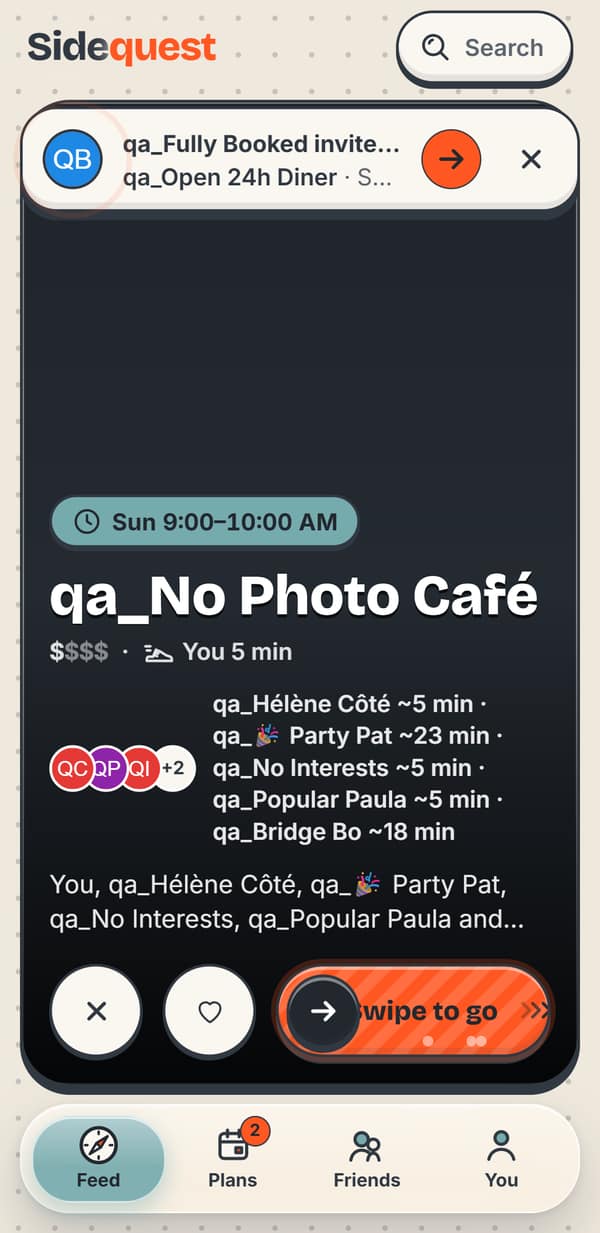 Sidequest
Search
QB
qa_Fully Booked invite...
qa_Open 24h Diner · S...
Sun 9:00–10:00 AM
qa_No Photo Café
$$$$ · You 5 min
qa_Hélène Côté ~5 min ·
qa_🎉 Party Pat ~23 min ·
QC QP QI +2
qa_No Interests ~5 min ·
qa_Popular Paula ~5 min ·
qa_Bridge Bo ~18 min
You, qa_Hélène Côté, qa_🎉 Party Pat,
qa_No Interests, qa_Popular Paula and...
wipe to go
2
Feed
Plans
Friends
You